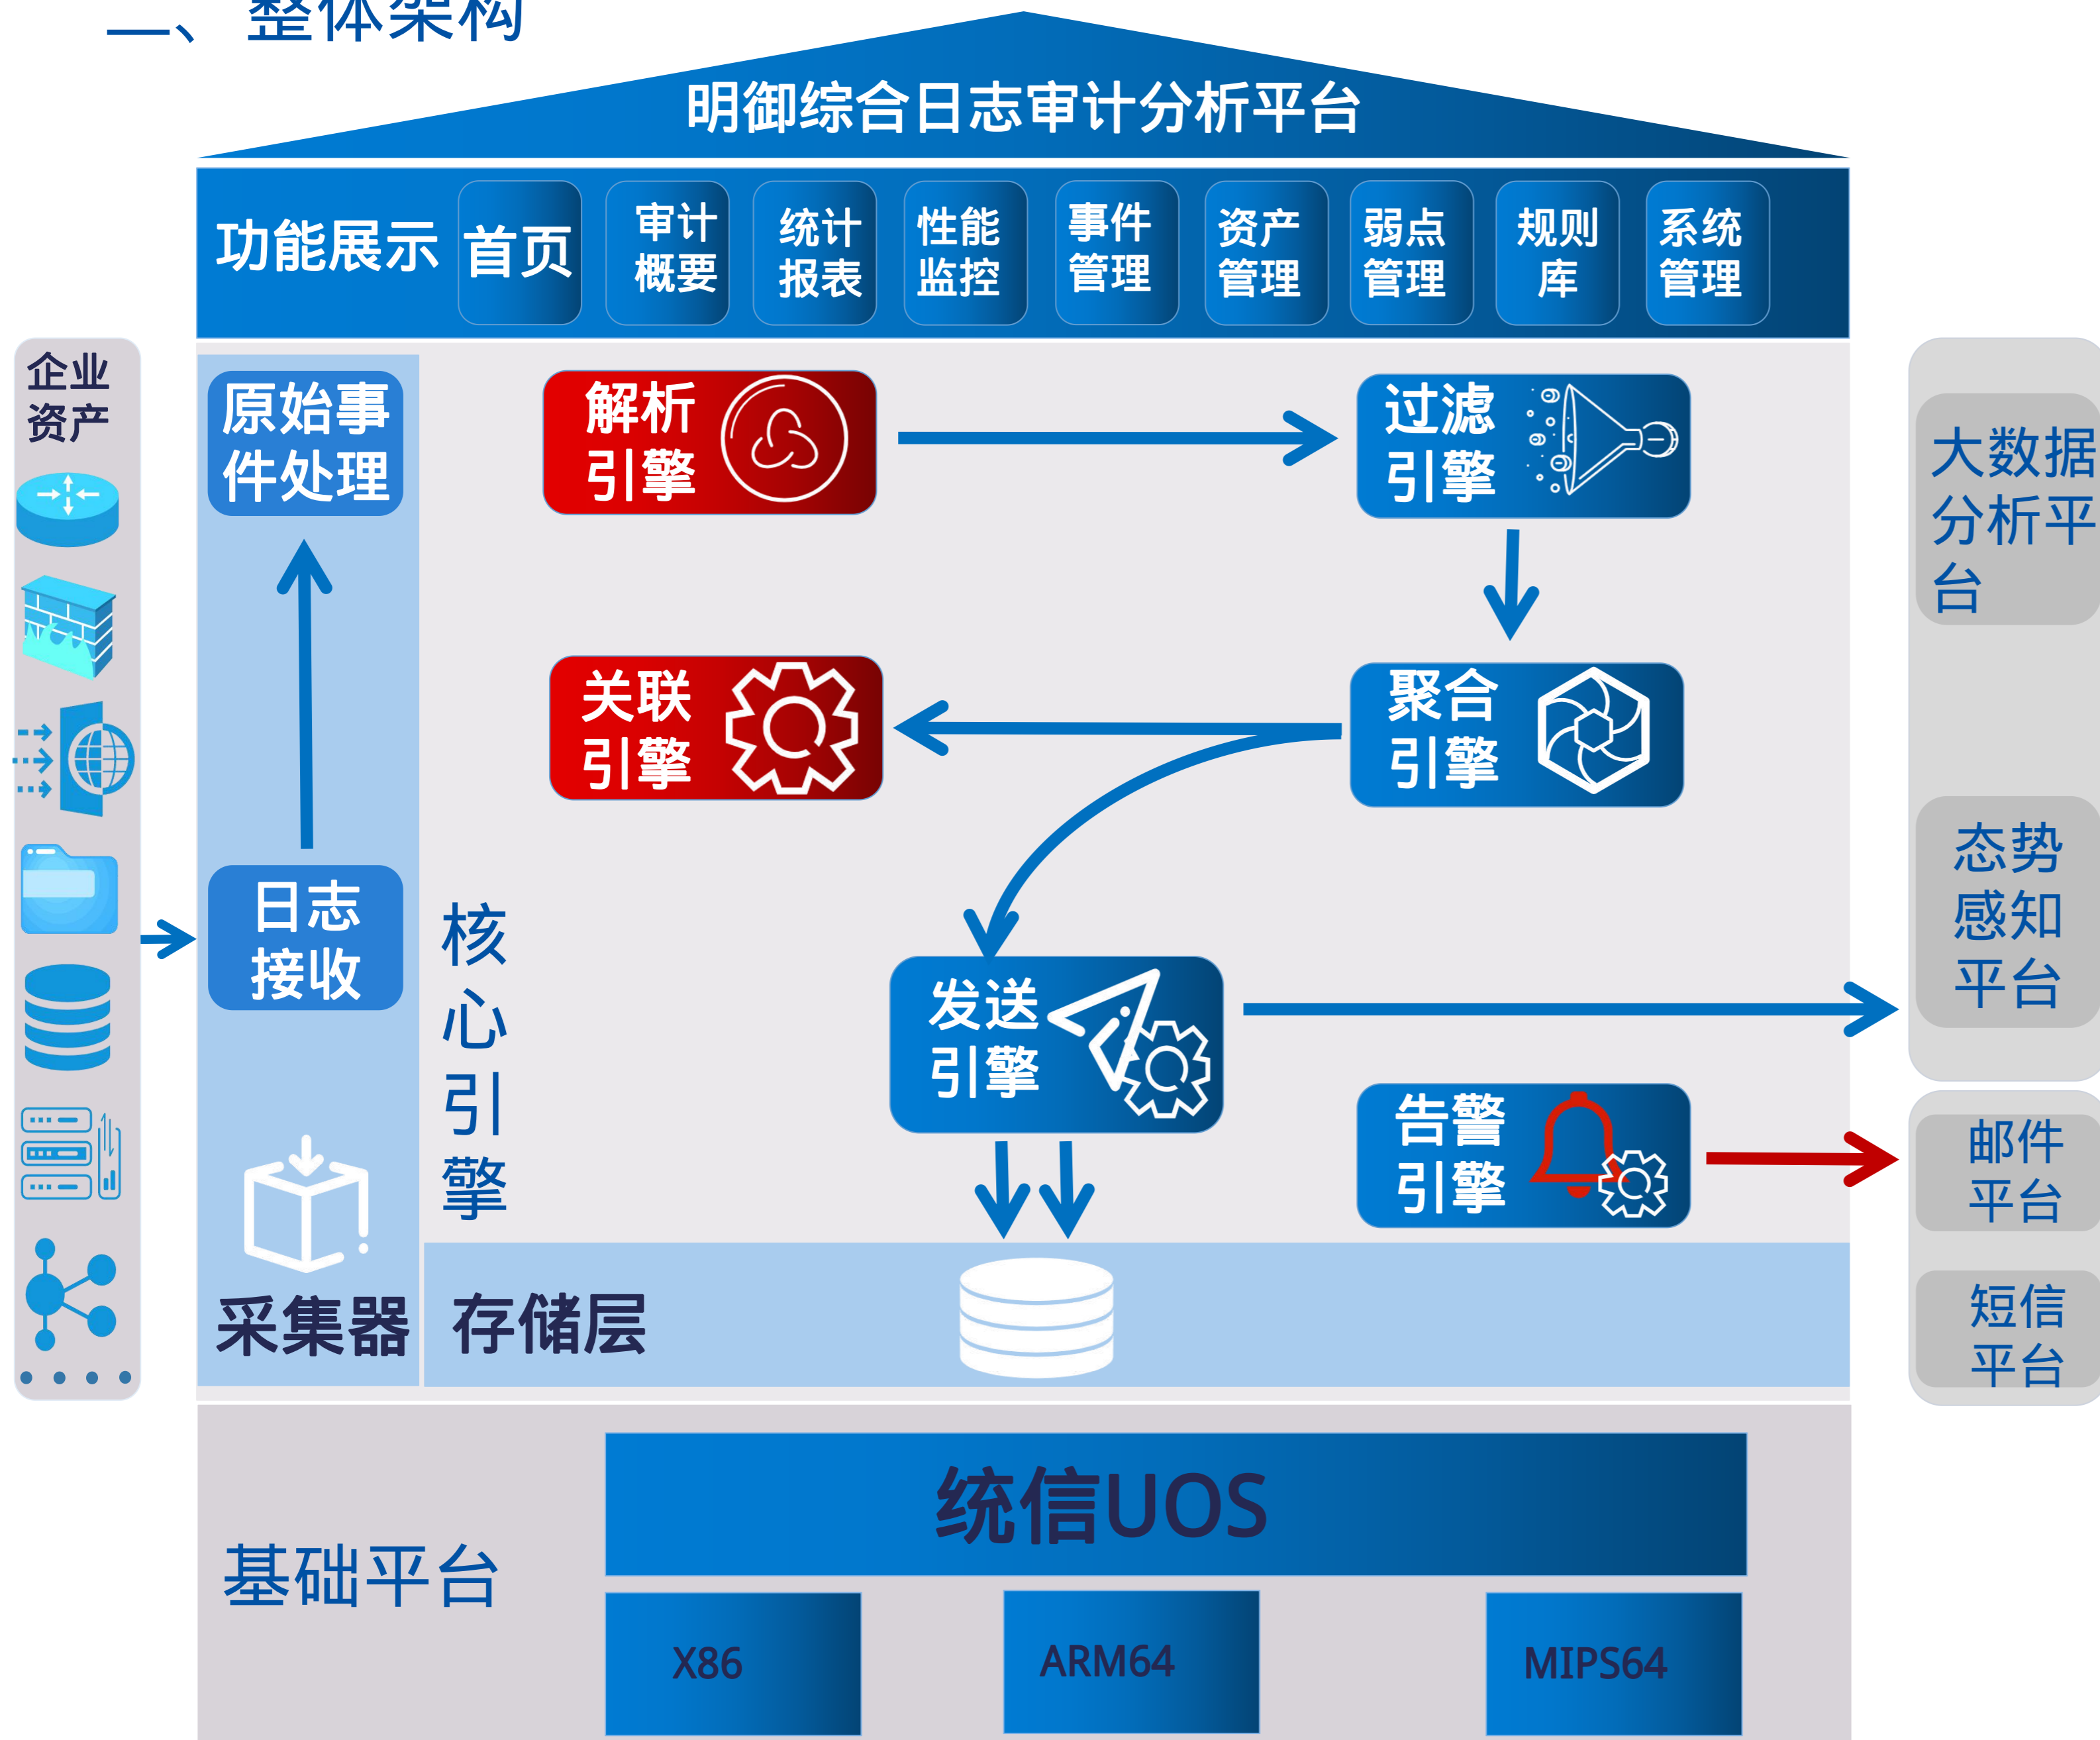 、整体架构
明御综合日志审计分析平台
功能展示
首页
审计
概要
统计
报表
性能
监控
事件
管理
资产
管理
弱点
管理
规则
库
系统
管理
企业
资产
原始事
件处理
日志
接收
采集器
核
心
引
擎
解析
引擎
过滤
引擎
关联
引擎
聚合
引擎
发送
引擎
告警
引擎
存储层
大数据
分析平
台
态势
感知
平台
邮件
平台
短信
平台
基础平台
统信UOS
X86
ARM64
MIPS64